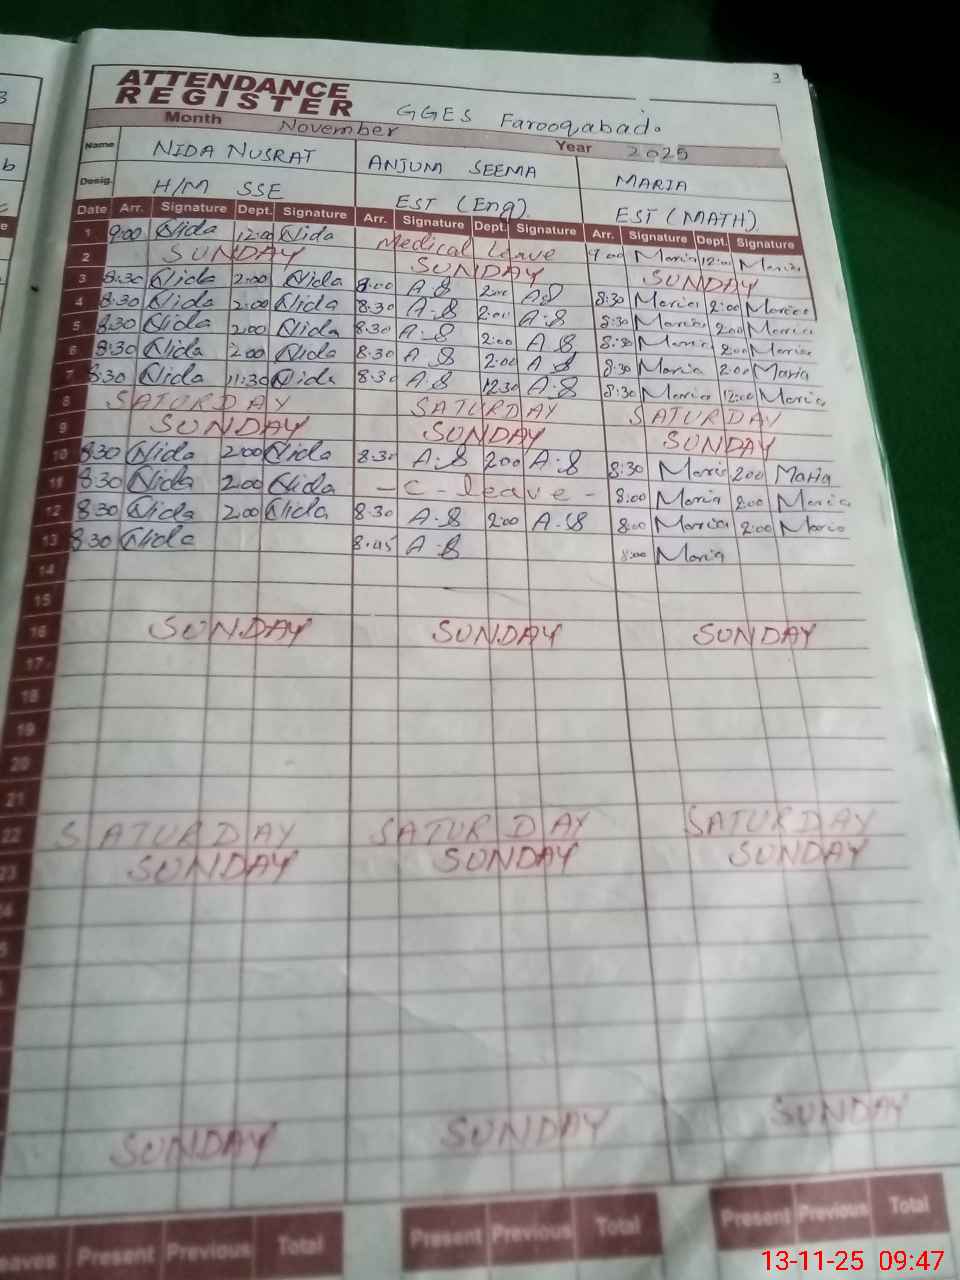 3
ATTENDANCE
REGISTER
GGES Farooqabad.
Month November Year 2025
Name NIDA NUSRAT ANJUM SEEMA MARIA
Desig. H/M SSE EST (Eng) EST (MATH)
Date Arr. Signature Dept. Signature Arr. Signature Dept. Signature Arr. Signature Dept. Signature
1 9:00 Nida 12:00 Nida Medical Leave 9:00 Maria 12:00 Maria
2 SUNDAY SUNDAY SUNDAY
3 8:30 Nida 2:00 Nida 8:00 A.S 2:00 A.S 8:30 Maria 2:00 Maria
4 8:30 Nida 2:00 Nida 8:30 A.S 2:00 A.S 8:30 Maria 2:00 Maria
5 8:30 Nida 2:00 Nida 8:30 A.S 2:00 A.S 8:30 Maria 2:00 Maria
6 8:30 Nida 2:00 Nida 8:30 A.S 2:00 A.S 8:30 Maria 2:00 Maria
7 8:30 Nida 11:30 Nida 8:30 A.S 12:30 A.S 8:30 Maria 12:00 Maria
8 SATURDAY SATURDAY SATURDAY
9 SUNDAY SUNDAY SUNDAY
10 8:30 Nida 2:00 Nida 8:30 A.S 2:00 A.S 8:30 Maria 2:00 Maria
11 8:30 Nida 2:00 Nida - C - leave - 8:00 Maria 2:00 Maria
12 8:30 Nida 2:00 Nida 8:30 A.S 2:00 A.S 8:00 Maria 2:00 Maria
13 8:30 Nida 8:45 A.S 8:00 Maria
14
15
16 SUNDAY SUNDAY SUNDAY
17
18
19
20
21
22 SATURDAY SATURDAY SATURDAY
23 SUNDAY SUNDAY SUNDAY
SUNDAY SUNDAY SUNDAY
Present Previous Total Present Previous Total Present Previous Total
13-11-25 09:47